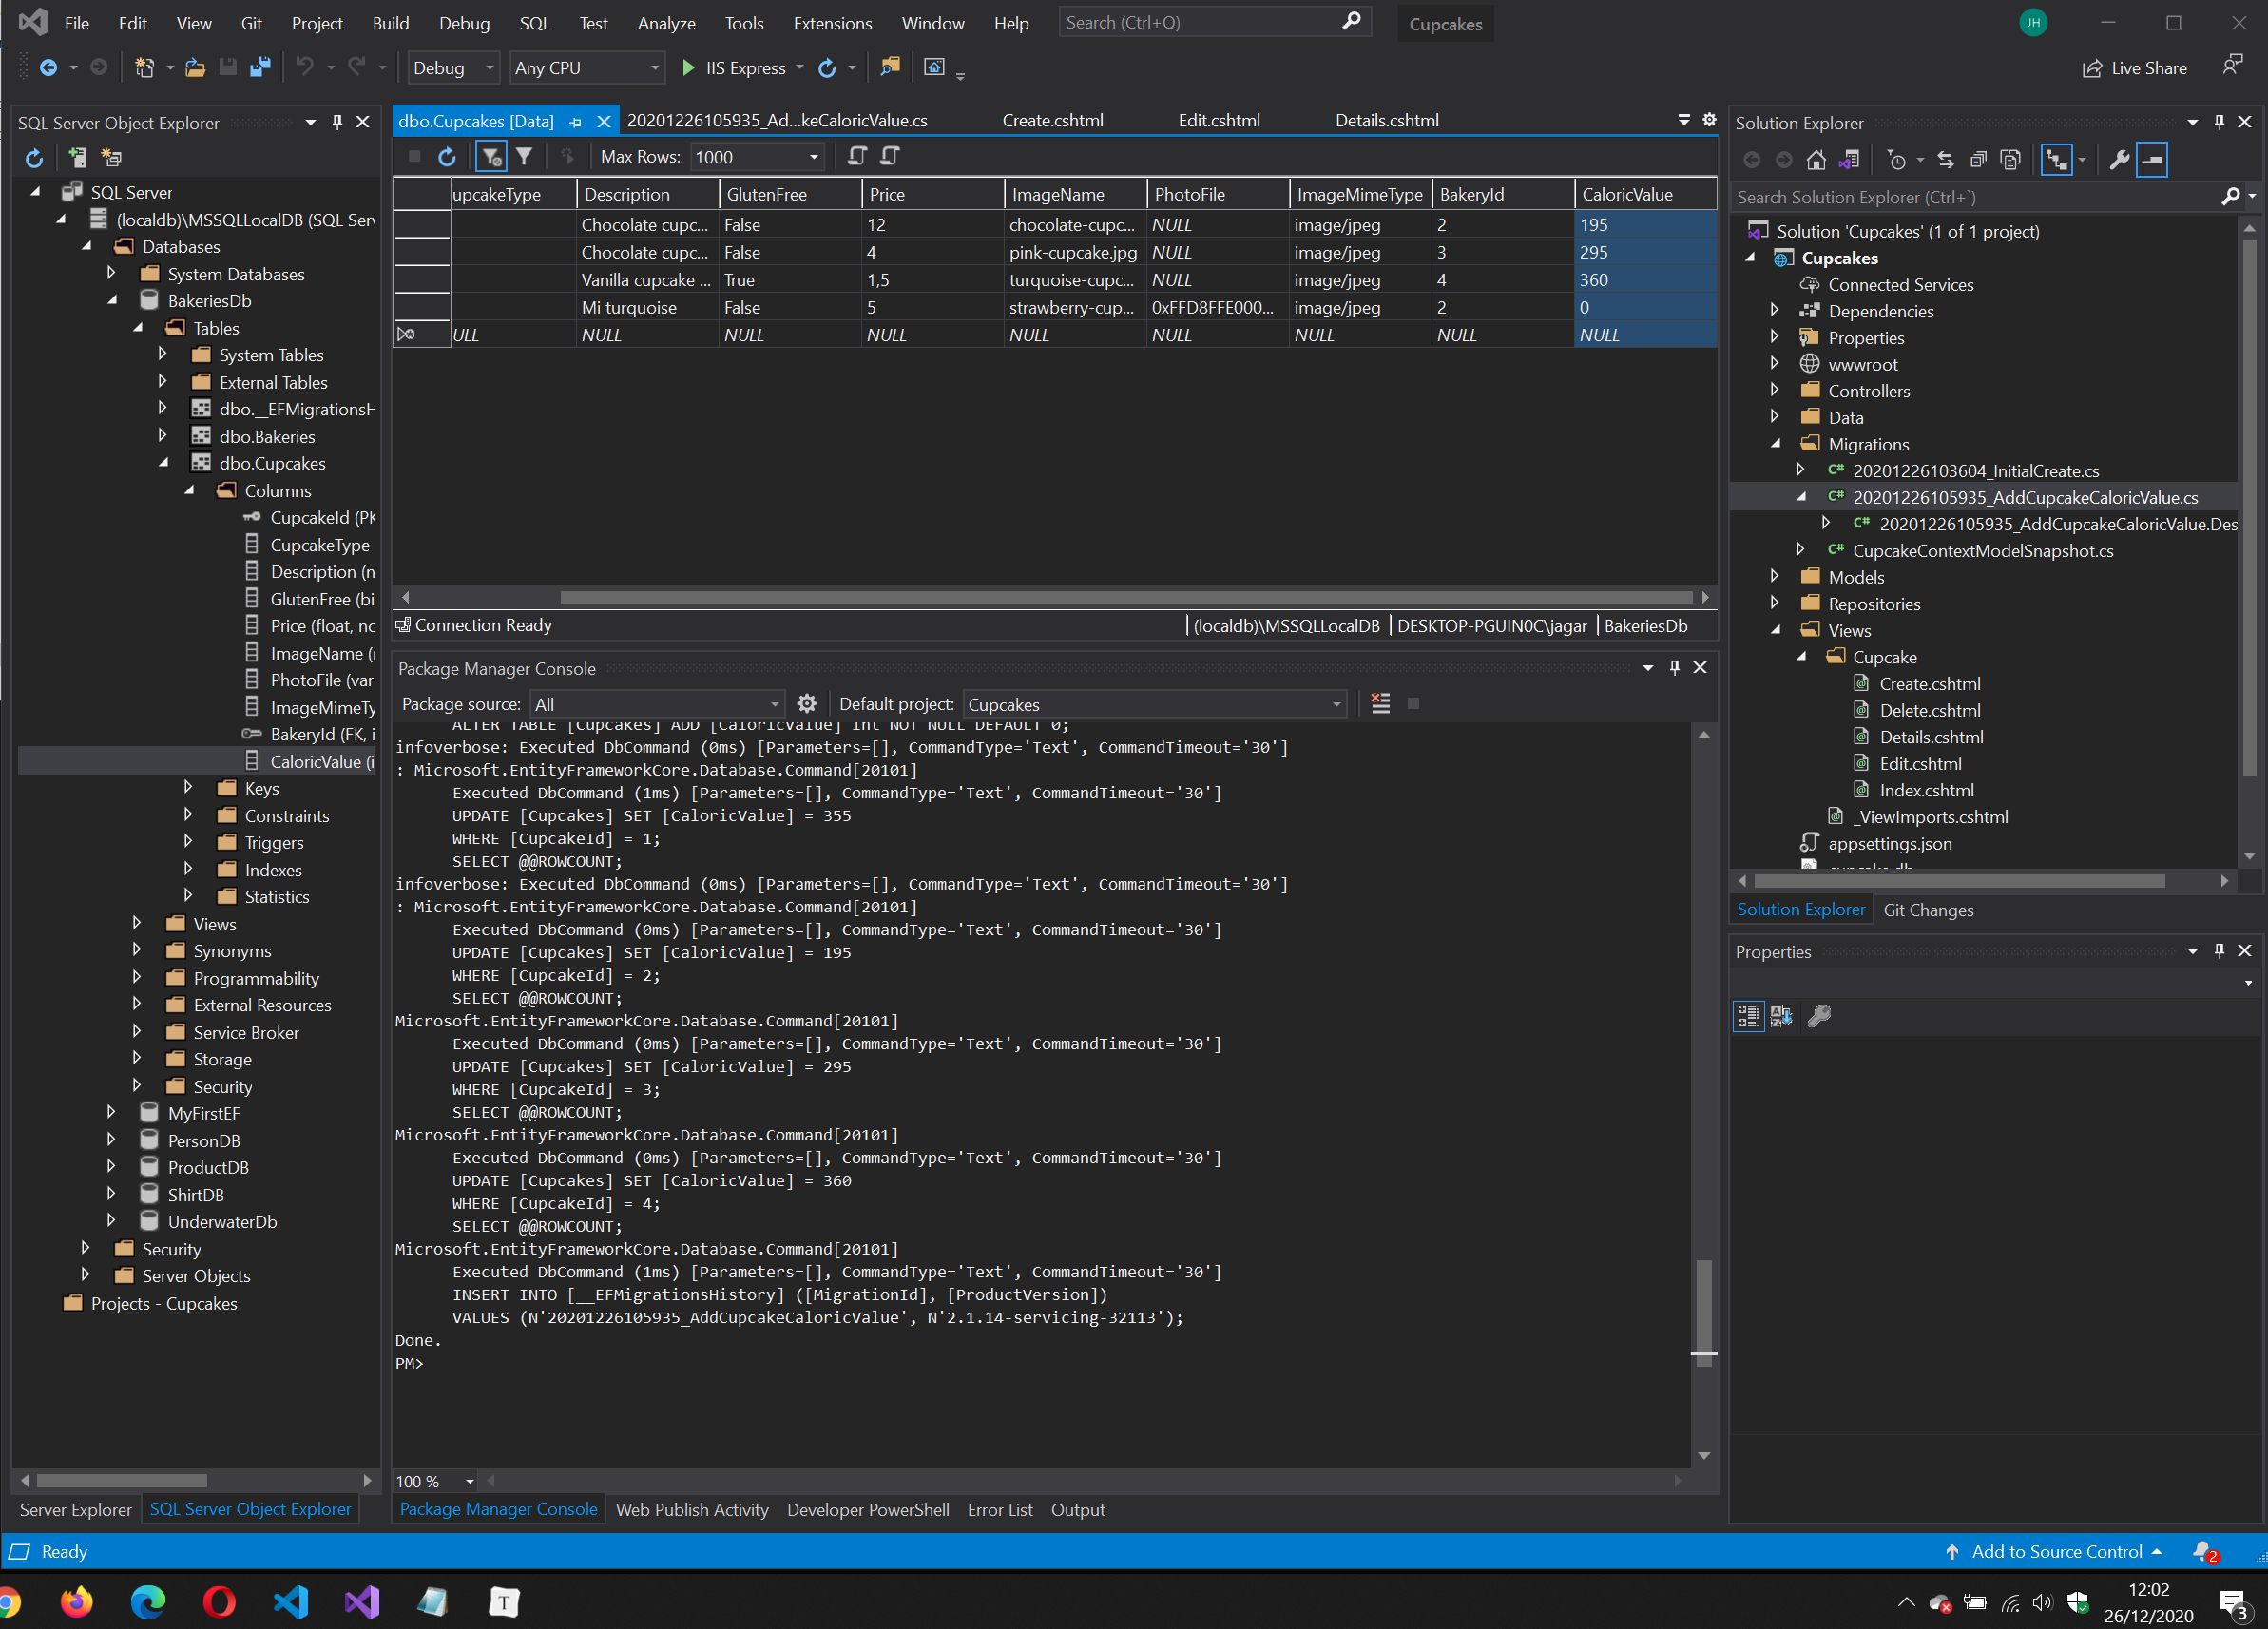 File Edit View Git Project Build Debug SQL Test Analyze Tools Extensions Window Help Search (Ctrl+Q) Cupcakes JH
Debug Any CPU IIS Express Live Share
SQL Server Object Explorer
SQL Server
(localdb)\MSSQLLocalDB (SQL Ser
Databases
System Databases
BakeriesDb
Tables
System Tables
External Tables
dbo.__EFMigrationsH
dbo.Bakeries
dbo.Cupcakes
Columns
CupcakeId (PK
CupcakeType
Description (n
GlutenFree (bi
Price (float, no
ImageName (
PhotoFile (var
ImageMimeTy
BakeryId (FK, i
CaloricValue (i
Keys
Constraints
Triggers
Indexes
Statistics
Views
Synonyms
Programmability
External Resources
Service Broker
Storage
Security
MyFirstEF
PersonDB
ProductDB
ShirtDB
UnderwaterDb
Security
Server Objects
Projects - Cupcakes
Server Explorer SQL Server Object Explorer
dbo.Cupcakes [Data] 20201226105935_Ad...keCaloricValue.cs Create.cshtml Edit.cshtml Details.cshtml
Max Rows: 1000
upcakeType Description GlutenFree Price ImageName PhotoFile ImageMimeType BakeryId CaloricValue
Chocolate cupc... False 12 chocolate-cupc... NULL image/jpeg 2 195
Chocolate cupc... False 4 pink-cupcake.jpg NULL image/jpeg 3 295
Vanilla cupcake ... True 1,5 turquoise-cupc... NULL image/jpeg 4 360
Mi turquoise False 5 strawberry-cup... 0xFFD8FFE000... image/jpeg 2 0
ULL NULL NULL NULL NULL NULL NULL NULL NULL
Connection Ready (localdb)\MSSQLLocalDB DESKTOP-PGUIN0C\jagar BakeriesDb
Package Manager Console
Package source: All Default project: Cupcakes
ALTER TABLE [Cupcakes] ADD [CaloricValue] int NOT NULL DEFAULT 0;
infoverbose: Executed DbCommand (0ms) [Parameters=[], CommandType='Text', CommandTimeout='30']
: Microsoft.EntityFrameworkCore.Database.Command[20101]
Executed DbCommand (1ms) [Parameters=[], CommandType='Text', CommandTimeout='30']
UPDATE [Cupcakes] SET [CaloricValue] = 355
WHERE [CupcakeId] = 1;
SELECT @@ROWCOUNT;
infoverbose: Executed DbCommand (0ms) [Parameters=[], CommandType='Text', CommandTimeout='30']
: Microsoft.EntityFrameworkCore.Database.Command[20101]
Executed DbCommand (0ms) [Parameters=[], CommandType='Text', CommandTimeout='30']
UPDATE [Cupcakes] SET [CaloricValue] = 195
WHERE [CupcakeId] = 2;
SELECT @@ROWCOUNT;
Microsoft.EntityFrameworkCore.Database.Command[20101]
Executed DbCommand (0ms) [Parameters=[], CommandType='Text', CommandTimeout='30']
UPDATE [Cupcakes] SET [CaloricValue] = 295
WHERE [CupcakeId] = 3;
SELECT @@ROWCOUNT;
Microsoft.EntityFrameworkCore.Database.Command[20101]
Executed DbCommand (0ms) [Parameters=[], CommandType='Text', CommandTimeout='30']
UPDATE [Cupcakes] SET [CaloricValue] = 360
WHERE [CupcakeId] = 4;
SELECT @@ROWCOUNT;
Microsoft.EntityFrameworkCore.Database.Command[20101]
Executed DbCommand (1ms) [Parameters=[], CommandType='Text', CommandTimeout='30']
INSERT INTO [__EFMigrationsHistory] ([MigrationId], [ProductVersion])
VALUES (N'20201226105935_AddCupcakeCaloricValue', N'2.1.14-servicing-32113');
Done.
PM>
100 %
Package Manager Console Web Publish Activity Developer PowerShell Error List Output
Solution Explorer
Search Solution Explorer (Ctrl+`)
Solution 'Cupcakes' (1 of 1 project)
Cupcakes
Connected Services
Dependencies
Properties
wwwroot
Controllers
Data
Migrations
C# 20201226103604_InitialCreate.cs
C# 20201226105935_AddCupcakeCaloricValue.cs
C# 20201226105935_AddCupcakeCaloricValue.Des
C# CupcakeContextModelSnapshot.cs
Models
Repositories
Views
Cupcake
Create.cshtml
Delete.cshtml
Details.cshtml
Edit.cshtml
Index.cshtml
_ViewImports.cshtml
appsettings.json
Solution Explorer Git Changes
Properties
Ready Add to Source Control 2
T 12:02
26/12/2020 3